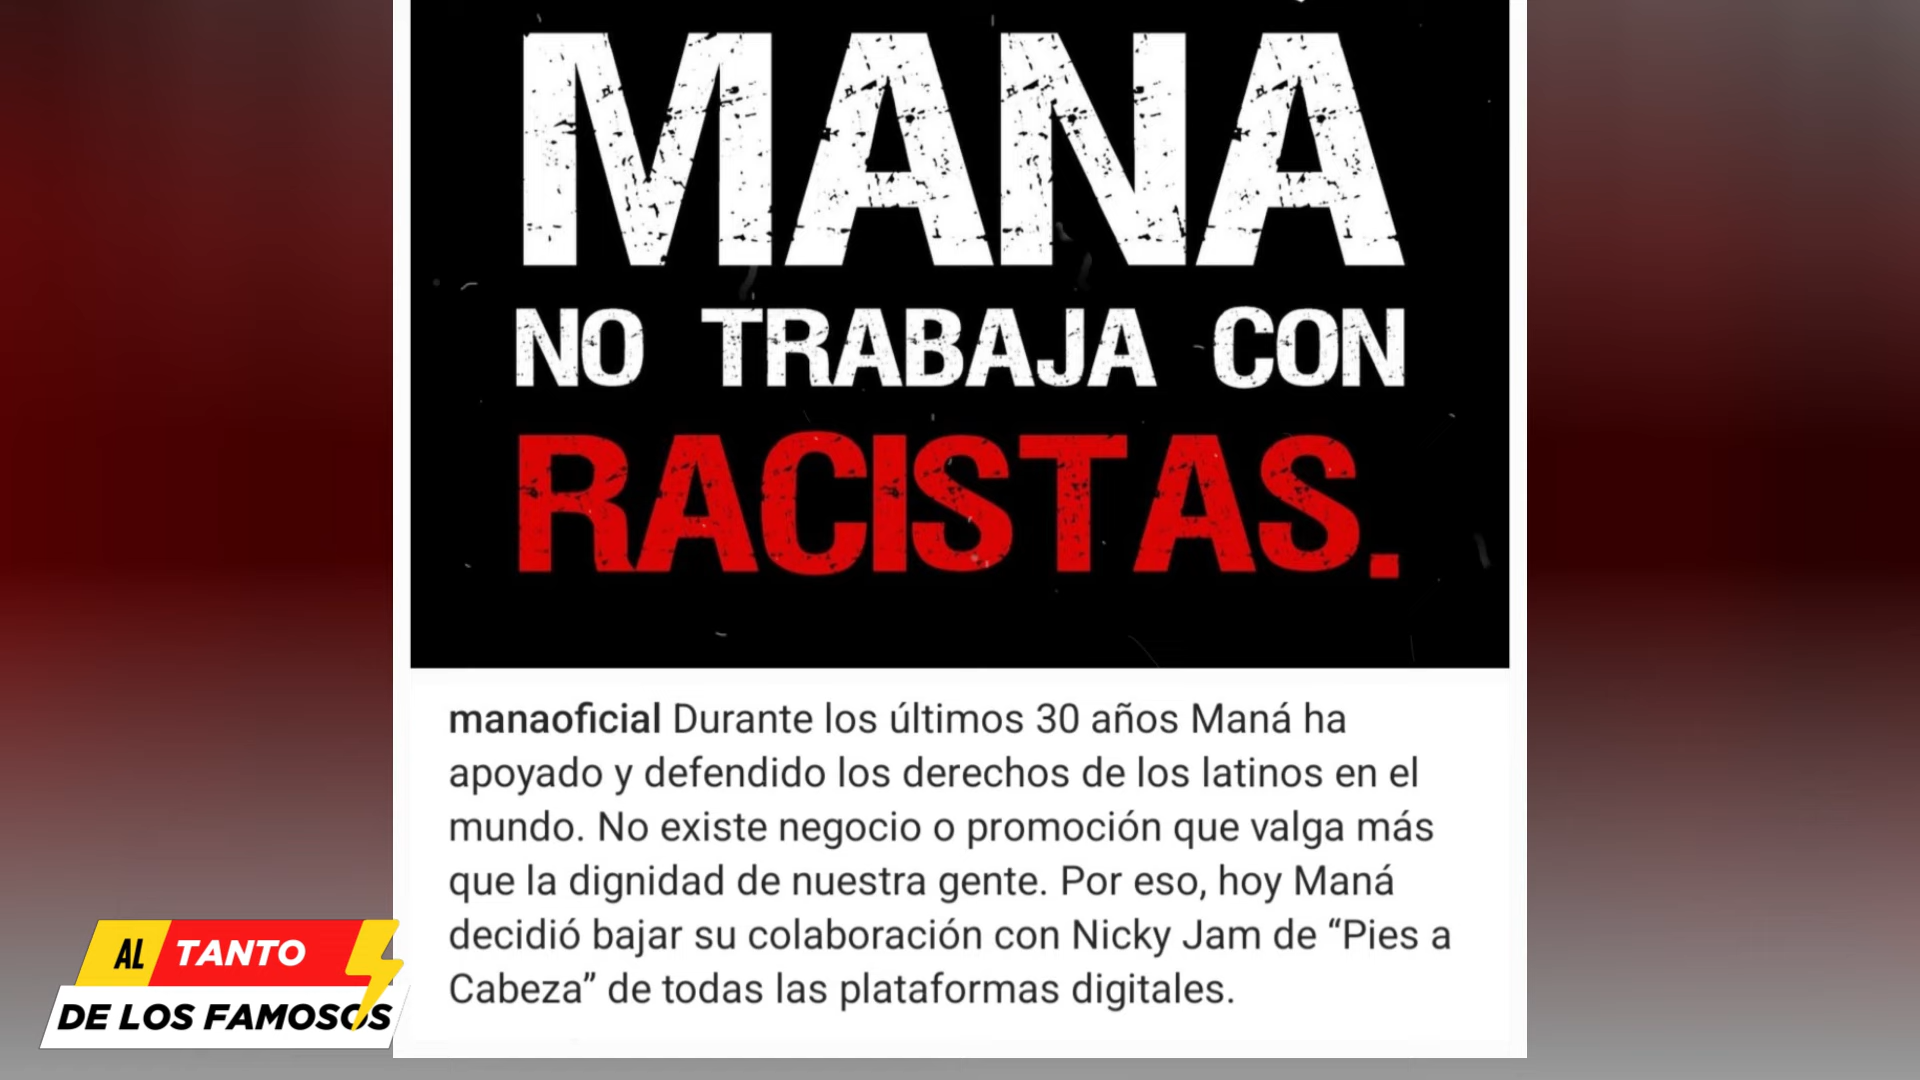 MANA
NO TRABAJA CON
RACISTAS.
manaoficial Durante los últimos 30 años Maná ha
apoyado y defendido los derechos de los latinos en el
mundo. No existe negocio o promoción que valga más
que la dignidad de nuestra gente. Por eso, hoy Maná
decidió bajar su colaboración con Nicky Jam de “Pies a
Cabeza” de todas las plataformas digitales.
AL TANTO
DE LOS FAMOSOS